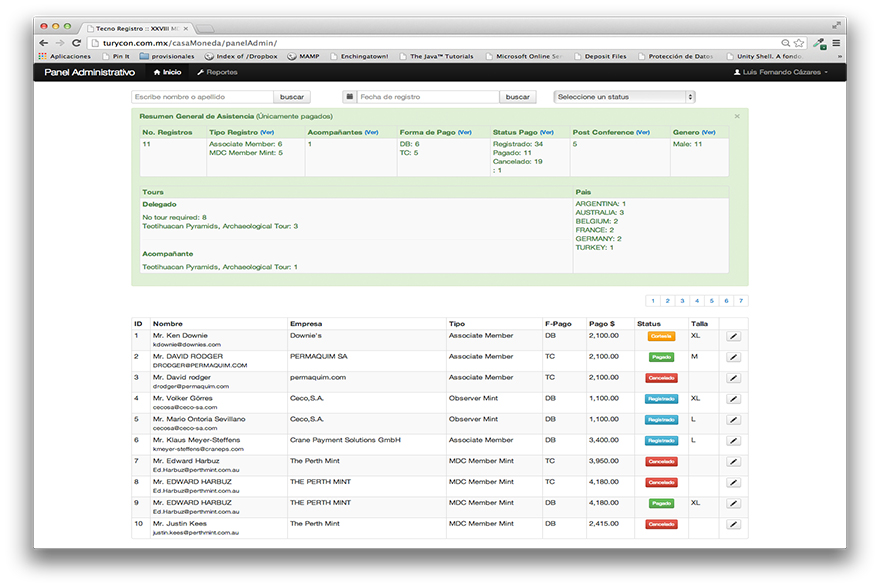 Tecno Registro :: XXVIII MD
turycon.com.mx/casaMoneda/panelAdmin/
Aplicaciones Pin It provisionales Index of /Dropbox MAMP Enchingatown! The Java™ Tutorials Microsoft Online Ser Deposit Files Protección de Datos Unity Shell. A fondo.
Panel Administrativo Inicio Reportes Luis Fernando Cázares
Escribe nombre o apellido buscar Fecha de registro buscar Seleccione un status
Resumen General de Asistencia (Únicamente pagados) ×
No. Registros Tipo Registro (Ver) Acompañantes (Ver) Forma de Pago (Ver) Status Pago (Ver) Post Conference (Ver) Genero (Ver)
11 Associate Member: 6 1 DB: 6 Registrado: 34 5 Male: 11
MDC Member Mint: 5 TC: 5 Pagado: 11
Cancelado: 19
: 1
Tours Pais
Delegado ARGENTINA: 1
AUSTRALIA: 3
No tour required: 8 BELGIUM: 2
Teotihuacan Pyramids, Archaeological Tour: 3 FRANCE: 2
GERMANY: 2
TURKEY: 1
Acompañante
Teotihuacan Pyramids, Archaeological Tour: 1
1 2 3 4 5 6 7
ID Nombre Empresa Tipo F-Pago Pago $ Status Talla
1 Mr. Ken Downie Downie's Associate Member DB 2,100.00 Cortesía XL
kdownie@downies.com
2 Mr. DAVID RODGER PERMAQUIM SA Associate Member TC 2,100.00 Pagado M
DRODGER@PERMAQUIM.COM
3 Mr. David rodger permaquim.com Associate Member TC 2,100.00 Cancelado
drodger@permaquim.com
4 Mr. Volker Görres Ceco,S.A. Observer Mint DB 1,100.00 Registrado XL
cecosa@ceco-sa.com
5 Mr. Mario Ontoria Sevillano Ceco,S.A. Observer Mint DB 1,100.00 Registrado L
cecosa@ceco-sa.com
6 Mr. Klaus Meyer-Steffens Crane Payment Solutions GmbH Associate Member DB 3,400.00 Registrado L
kmeyer-steffens@craneps.com
7 Mr. Edward Harbuz The Perth Mint MDC Member Mint TC 3,950.00 Cancelado
Ed.Harbuz@perthmint.com.au
8 Mr. EDWARD HARBUZ THE PERTH MINT MDC Member Mint TC 4,180.00 Cancelado
Ed.Harbuz@perthmint.com.au
9 Mr. EDWARD HARBUZ THE PERTH MINT MDC Member Mint DB 4,180.00 Pagado XL
Ed.Harbuz@perthmint.com.au
10 Mr. Justin Kees The Perth Mint MDC Member Mint DB 2,415.00 Cancelado
justin.kees@perthmint.com.au